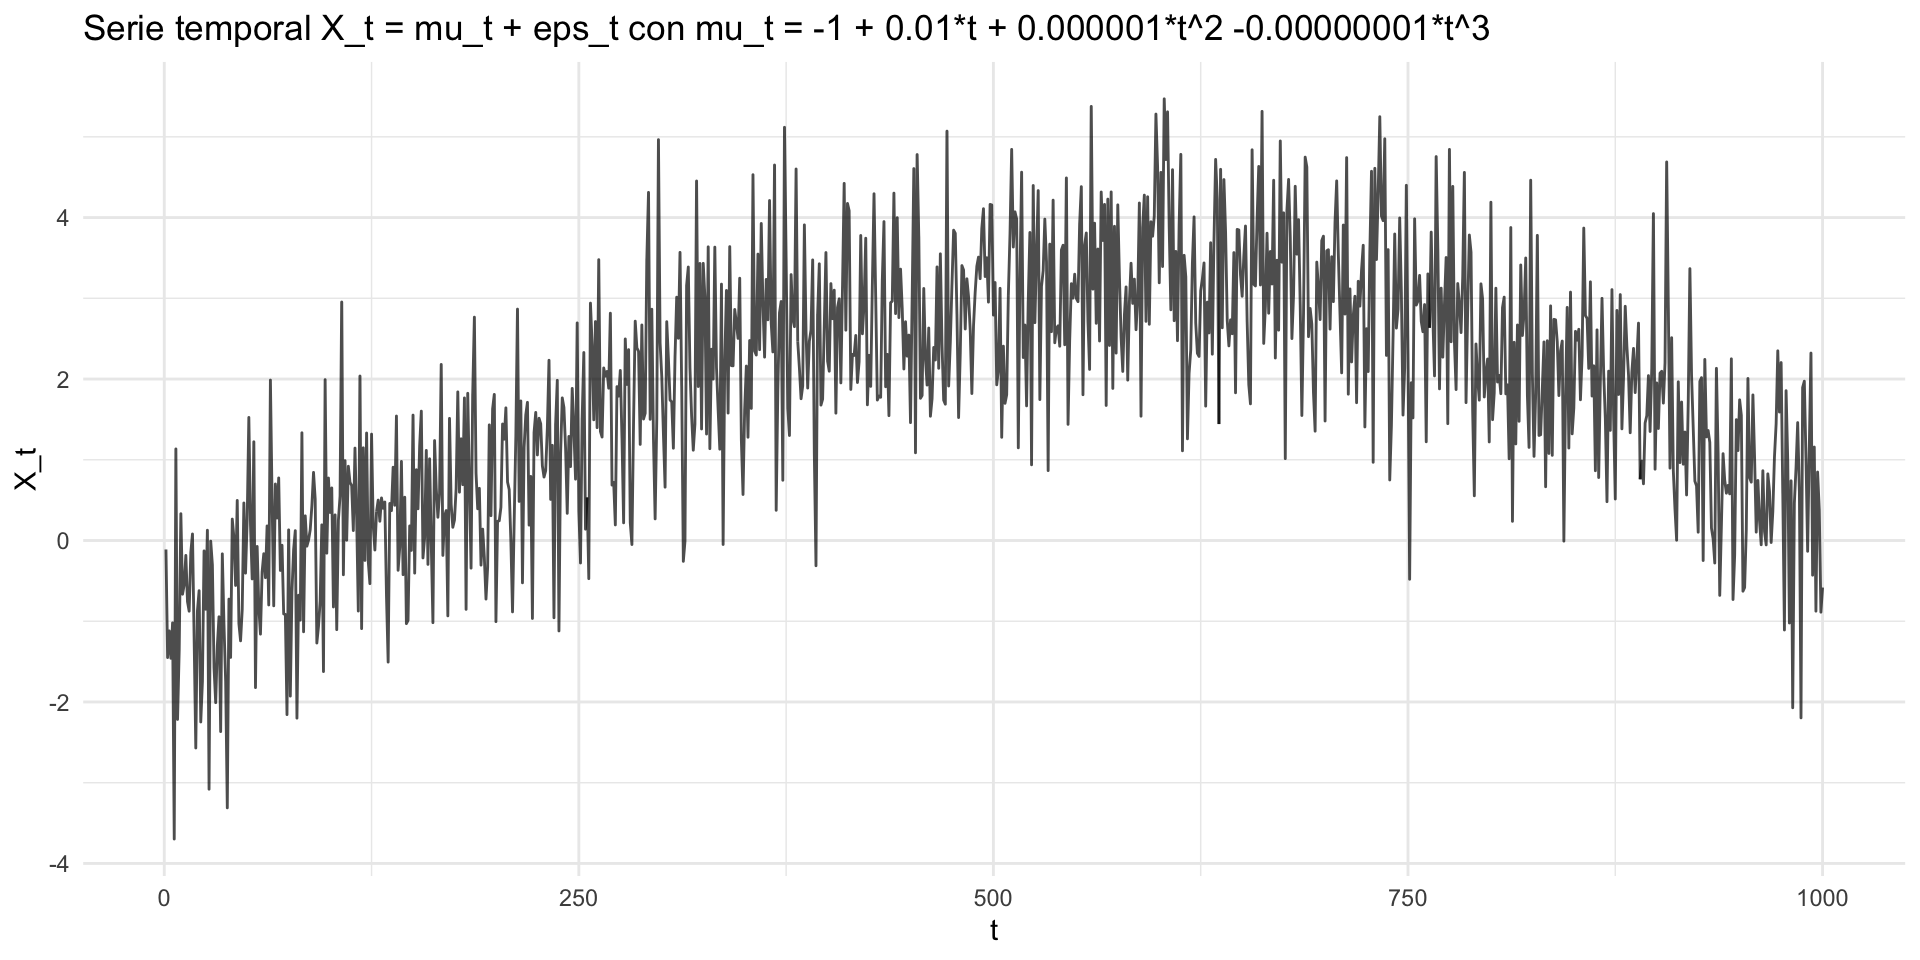 Serie temporal X_t = mu_t + eps_t con mu_t = -1 + 0.01*t + 0.000001*t^2 -0.00000001*t^3
X_t
4
2
0
-2
-4
0 250 500 750 1000
t